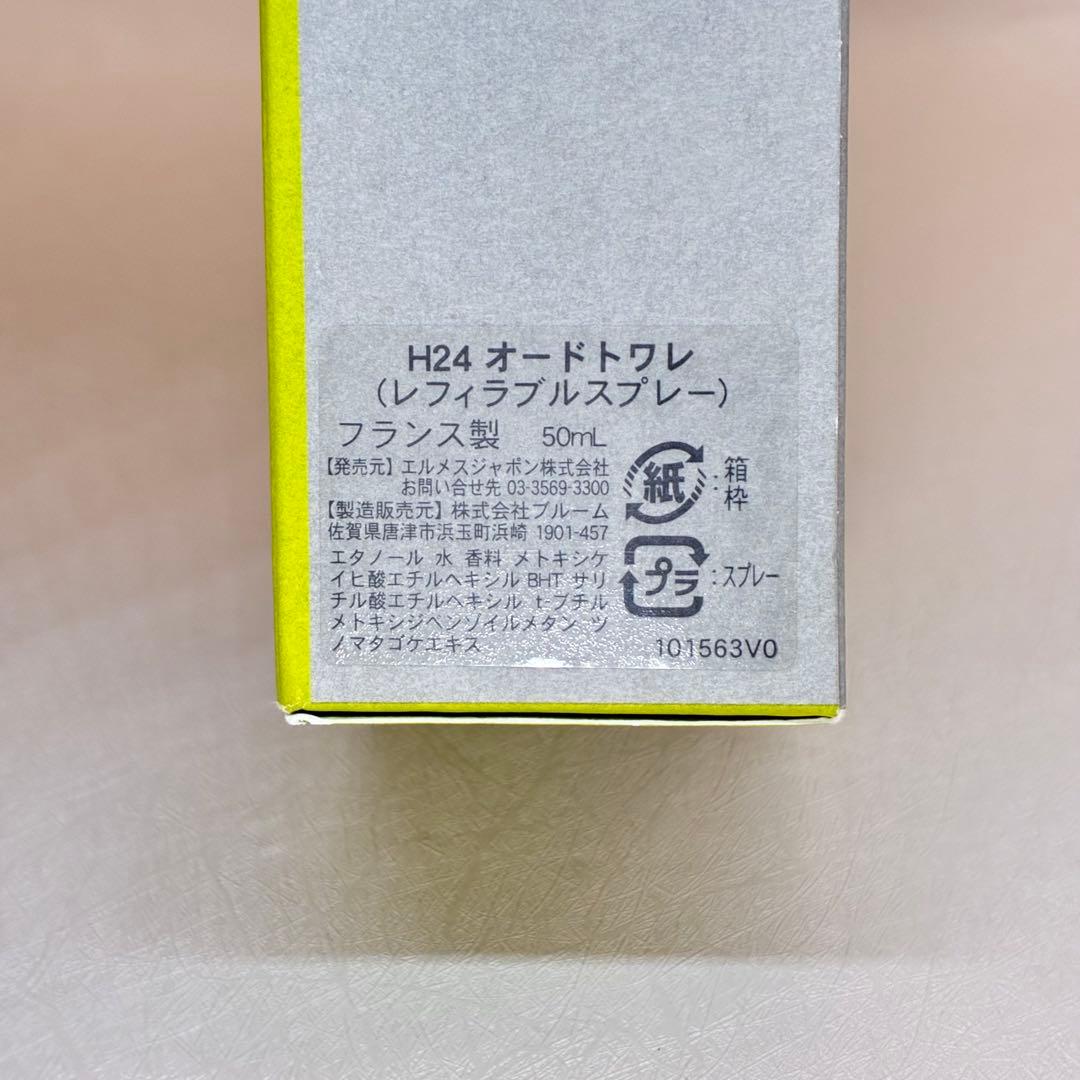 H24 オードトワレ
（レフィラブルスプレー）
フランス製 50mL
【発売元】エルメスジャポン株式会社
お問い合せ先 03-3569-3300
【製造販売元】株式会社ブルーム
佐賀県唐津市浜玉町浜崎 1901-457
エタノール 水 香料 メトキシケ
イヒ酸エチルヘキシル BHT サリ
チル酸エチルヘキシル t-ブチル
メトキシジベンゾイルメタン ツ
ノマタゴケエキス
紙:箱
枠
プラ:スプレー
101563V0